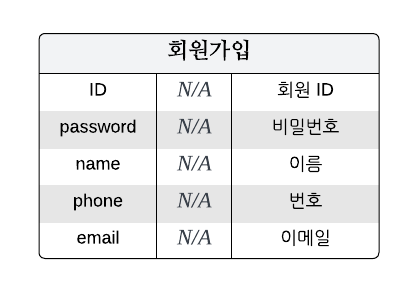 회원가입
ID N/A 회원 ID
password N/A 비밀번호
name N/A 이름
phone N/A 번호
email N/A 이메일